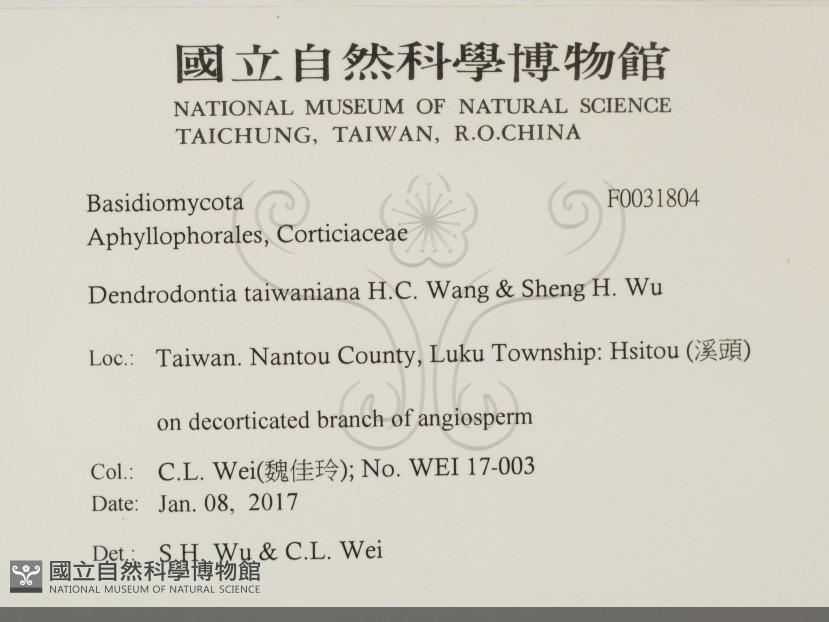 國立自然科學博物館
NATIONAL MUSEUM OF NATURAL SCIENCE
TAICHUNG, TAIWAN, R.O.CHINA
Basidiomycota F0031804
Aphyllophorales, Corticiaceae
Dendrodontia taiwaniana H.C. Wang & Sheng H. Wu
Loc.: Taiwan. Nantou County, Luku Township: Hsitou (溪頭)
on decorticated branch of angiosperm
Col.: C.L. Wei(魏佳玲); No. WEI 17-003
Date: Jan. 08, 2017
Det.: S.H. Wu & C.L. Wei
國立自然科學博物館
NATIONAL MUSEUM OF NATURAL SCIENCE